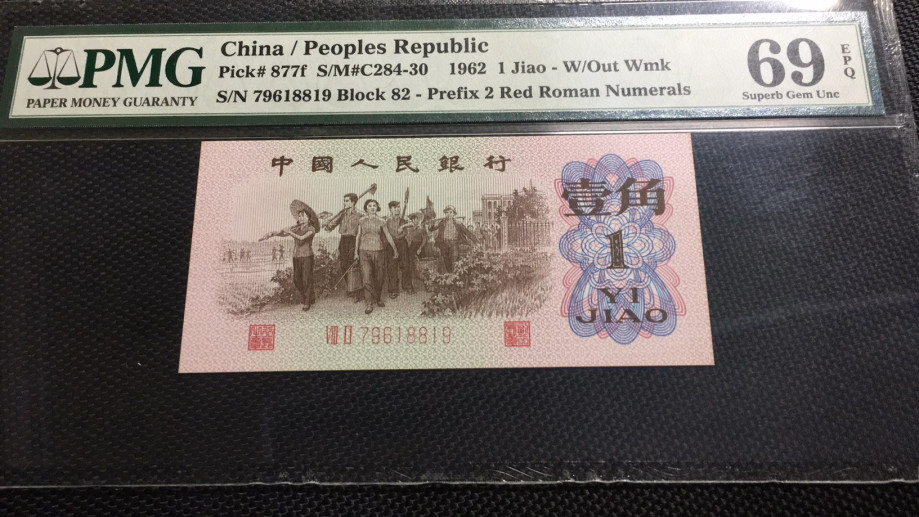 PMG
PAPER MONEY GUARANTY
China / Peoples Republic
Pick# 877f S/M#C284-30 1962 1 Jiao - W/Out Wmk
S/N 79618819 Block 82 - Prefix 2 Red Roman Numerals
69
EPQ
Superb Gem Unc
中國人民銀行
壹角
1
YI
JIAO
VIII II 79618819